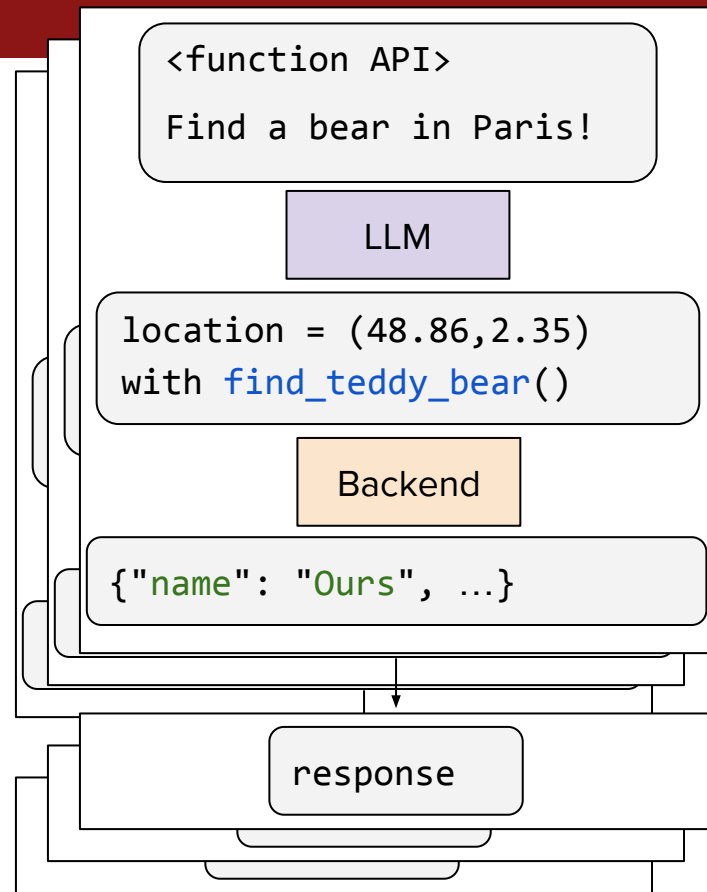 <function API>
Find a bear in Paris!
LLM
location = (48.86,2.35)
with find_teddy_bear()
Backend
{"name": "Ours", …}
response